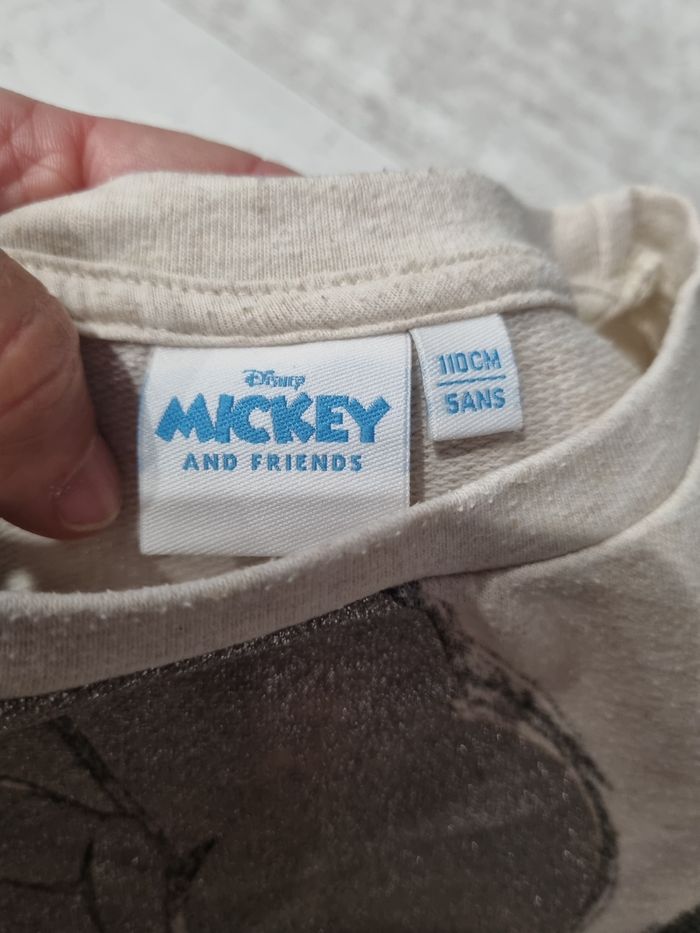 Disney
MICKEY
AND FRIENDS
110CM
5ANS